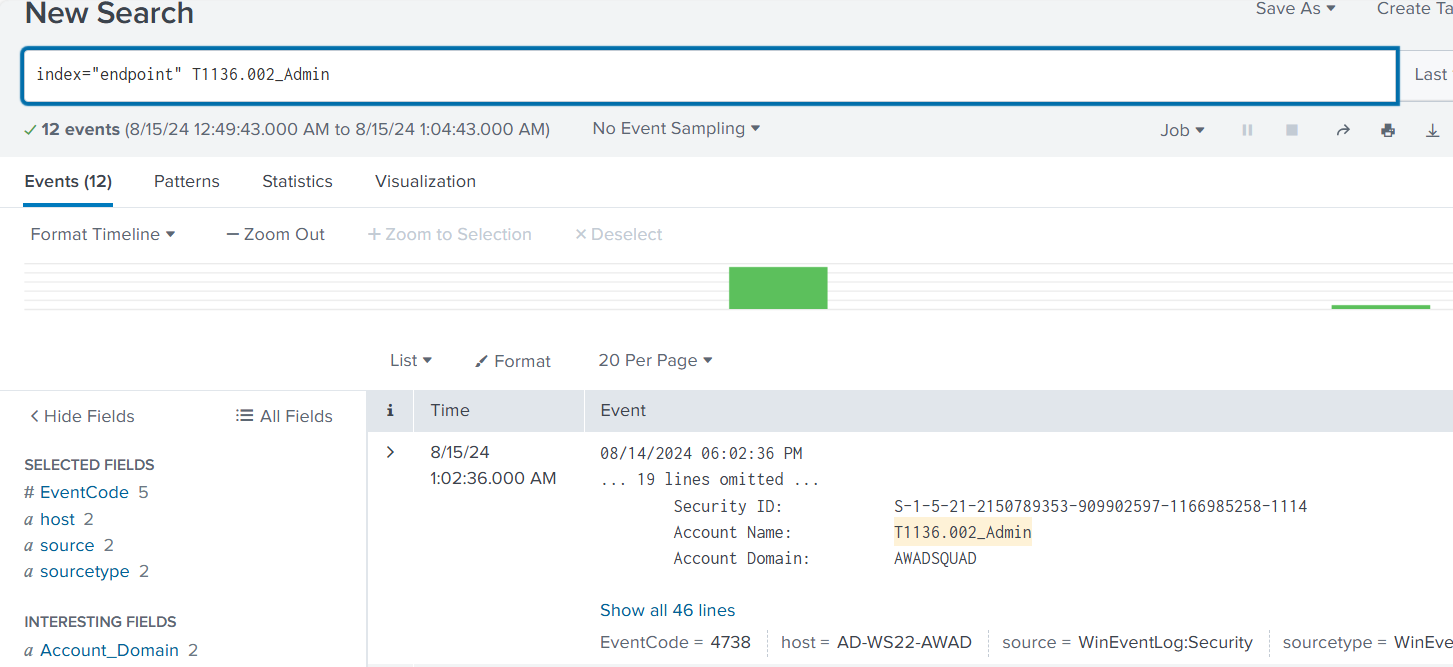 New Search
Save As
Create Ta
index="endpoint" T1136.002_Admin
Last
12 events (8/15/24 12:49:43.000 AM to 8/15/24 1:04:43.000 AM)
No Event Sampling
Job
Events (12)
Patterns
Statistics
Visualization
Format Timeline
— Zoom Out
+ Zoom to Selection
× Deselect
List
Format
20 Per Page
< Hide Fields
All Fields
SELECTED FIELDS
# EventCode 5
a host 2
a source 2
a sourcetype 2
INTERESTING FIELDS
a Account_Domain 2
i
Time
Event
>
8/15/24
1:02:36.000 AM
08/14/2024 06:02:36 PM
... 19 lines omitted ...
Security ID: S-1-5-21-2150789353-909902597-1166985258-1114
Account Name: T1136.002_Admin
Account Domain: AWADSQUAD
Show all 46 lines
EventCode = 4738 host = AD-WS22-AWAD source = WinEventLog:Security sourcetype = WinEve